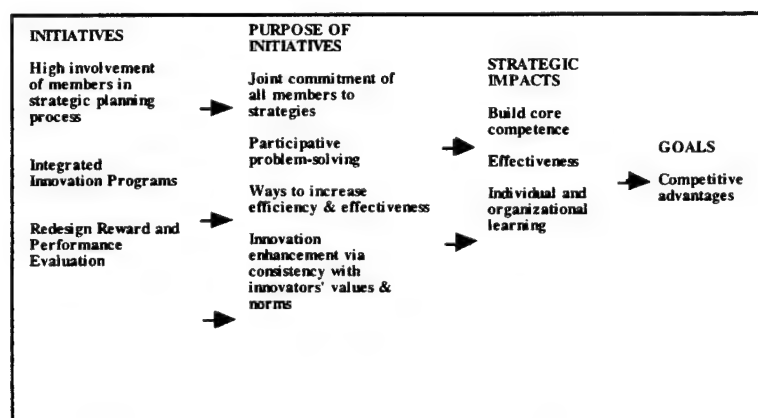 INITIATIVES
High involvement
of members in
strategic planning
process
Integrated
Innovation Programs
Redesign Reward and
Performance
Evaluation
PURPOSE OF
INITIATIVES
Joint commitment of
all members to
strategies
Participative
problem-solving
Ways to increase
efficiency & effectiveness
Innovation
enhancement via
consistency with
innovators' values &
norms
STRATEGIC
IMPACTS
Build core
competence
Effectiveness
Individual and
organizational
learning
GOALS
Competitive
advantages